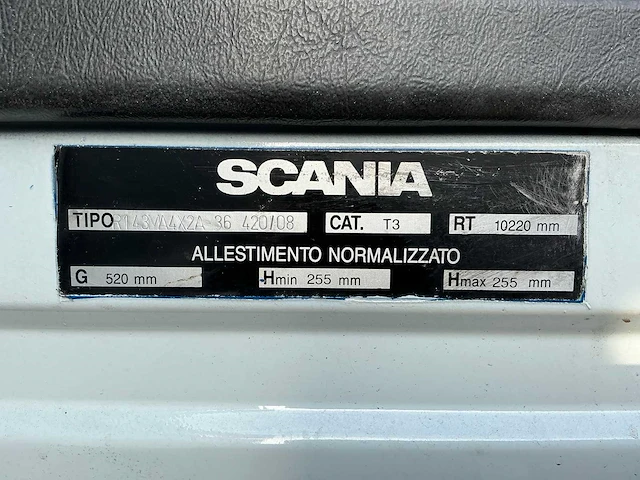 SCANIA
TIPO R143MA4X2A-36 420/08 CAT. T3 RT 10220 mm
ALLESTIMENTO NORMALIZZATO
G 520 mm Hmin 255 mm Hmax 255 mm